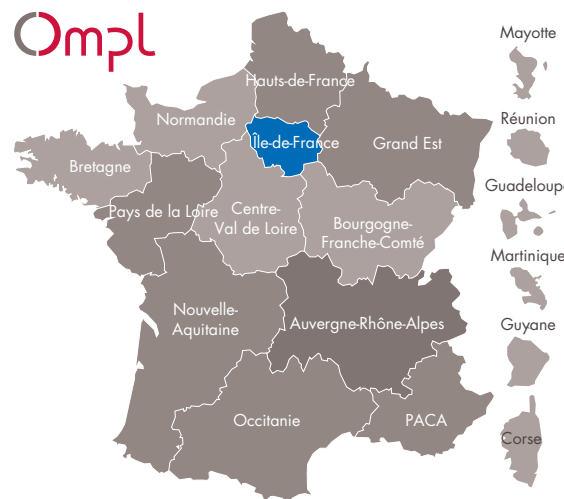 Ompl
Mayotte
Hauts-de-France
Normandie
Réunion
Île-de-France
Grand Est
Bretagne
Guadeloupe
Pays de la Loire
Centre-
Val de Loire
Bourgogne-
Franche-Comté
Martinique
Nouvelle-
Aquitaine
Auvergne-Rhône-Alpes
Guyane
Occitanie
PACA
Corse